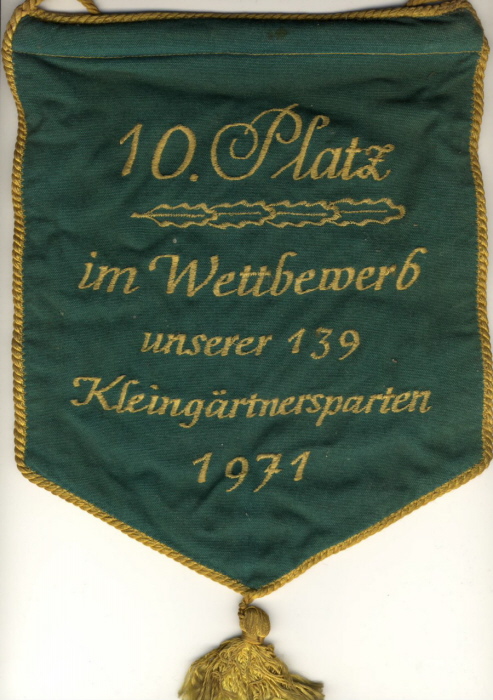 10. Platz
im Wettbewerb
unserer 139
Kleingärtnersparten
1971